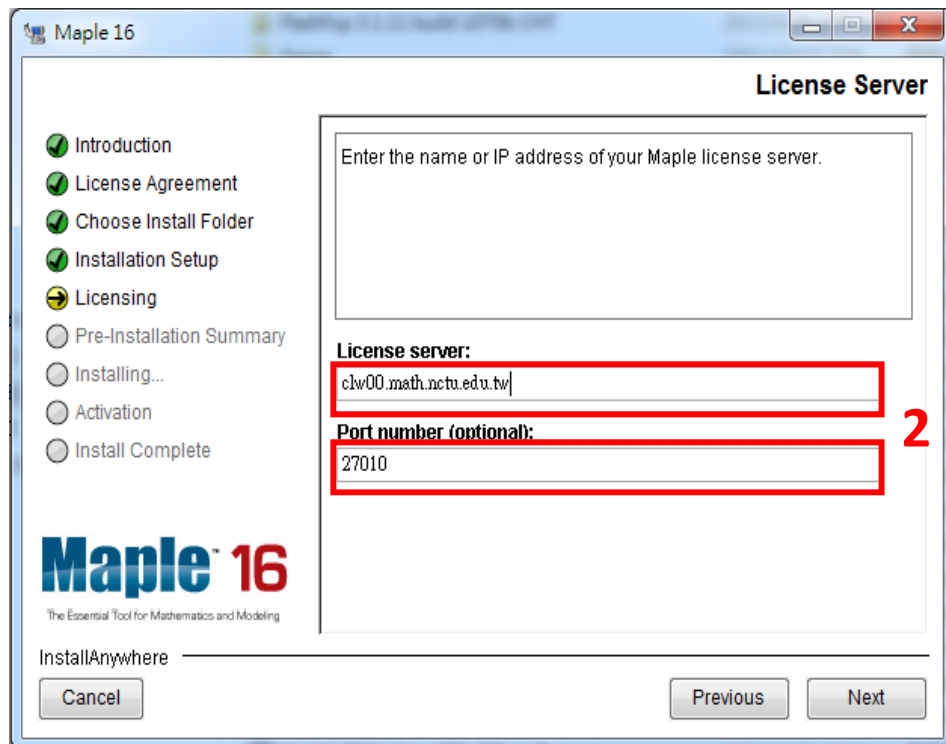 Maple 16
License Server
Introduction
License Agreement
Choose Install Folder
Installation Setup
Licensing
Pre-Installation Summary
Installing...
Activation
Install Complete
Enter the name or IP address of your Maple license server.
License server:
clw00.math.nctu.edu.tw
Port number (optional):
27010
2
Maple™ 16
The Essential Tool for Mathematics and Modeling
InstallAnywhere
Cancel
Previous
Next